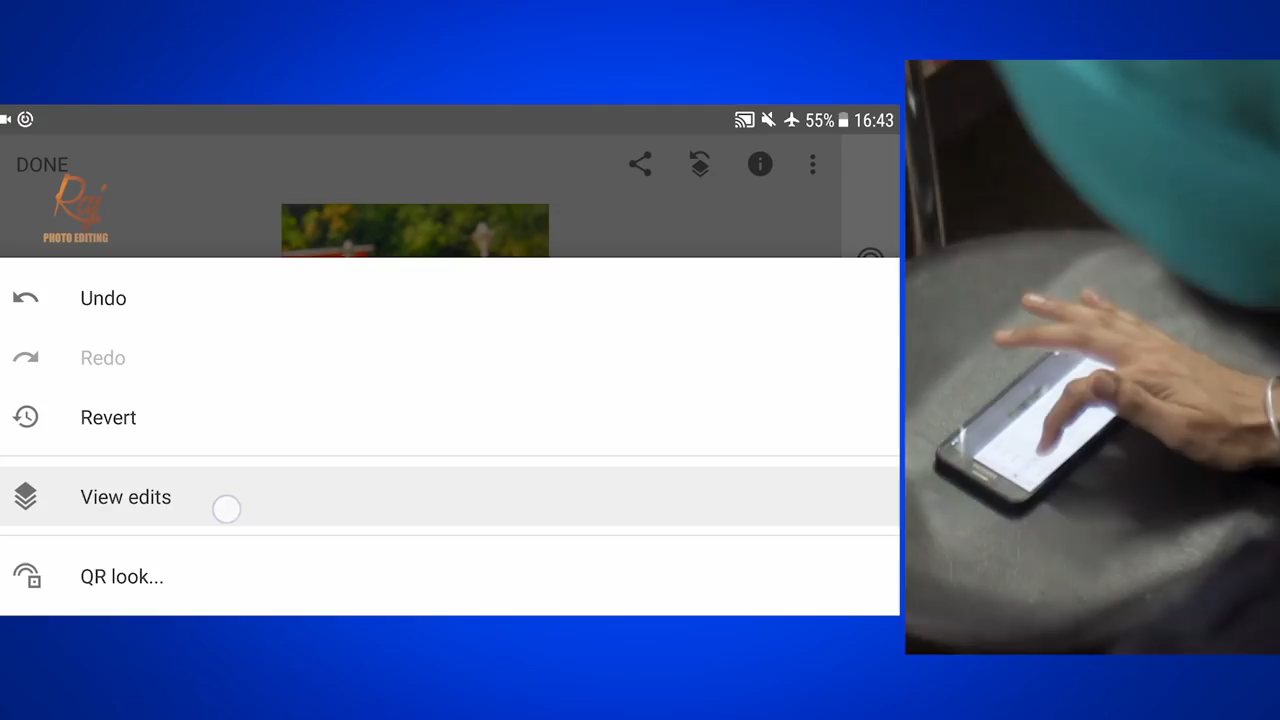 55% 16:43
DONE
Raj
PHOTO EDITING
Undo
Redo
Revert
View edits
QR look...